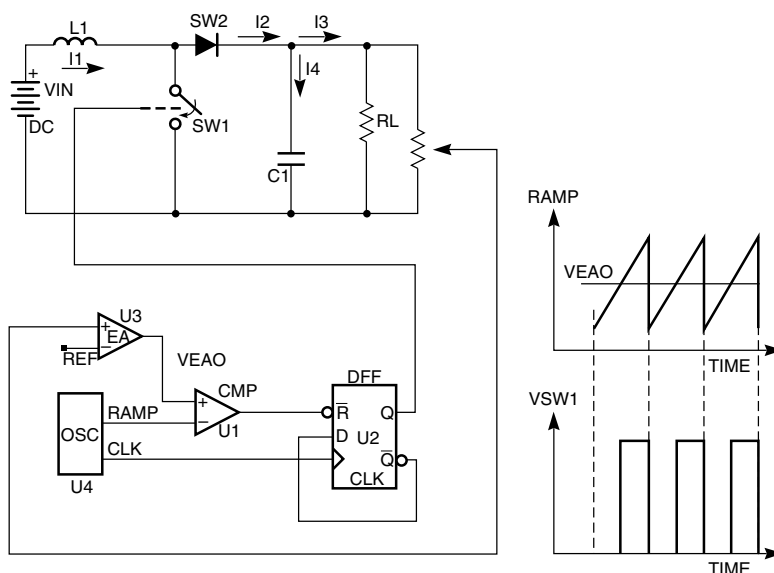 L1
SW2
I2
I3
I1
I4
+
VIN
DC
SW1
RL
C1
RAMP
VEAO
TIME
U3
+
EA
−
REF
VEAO
CMP
+
−
U1
DFF
R
Q
D
U2
Q
CLK
OSC
RAMP
CLK
U4
VSW1
TIME